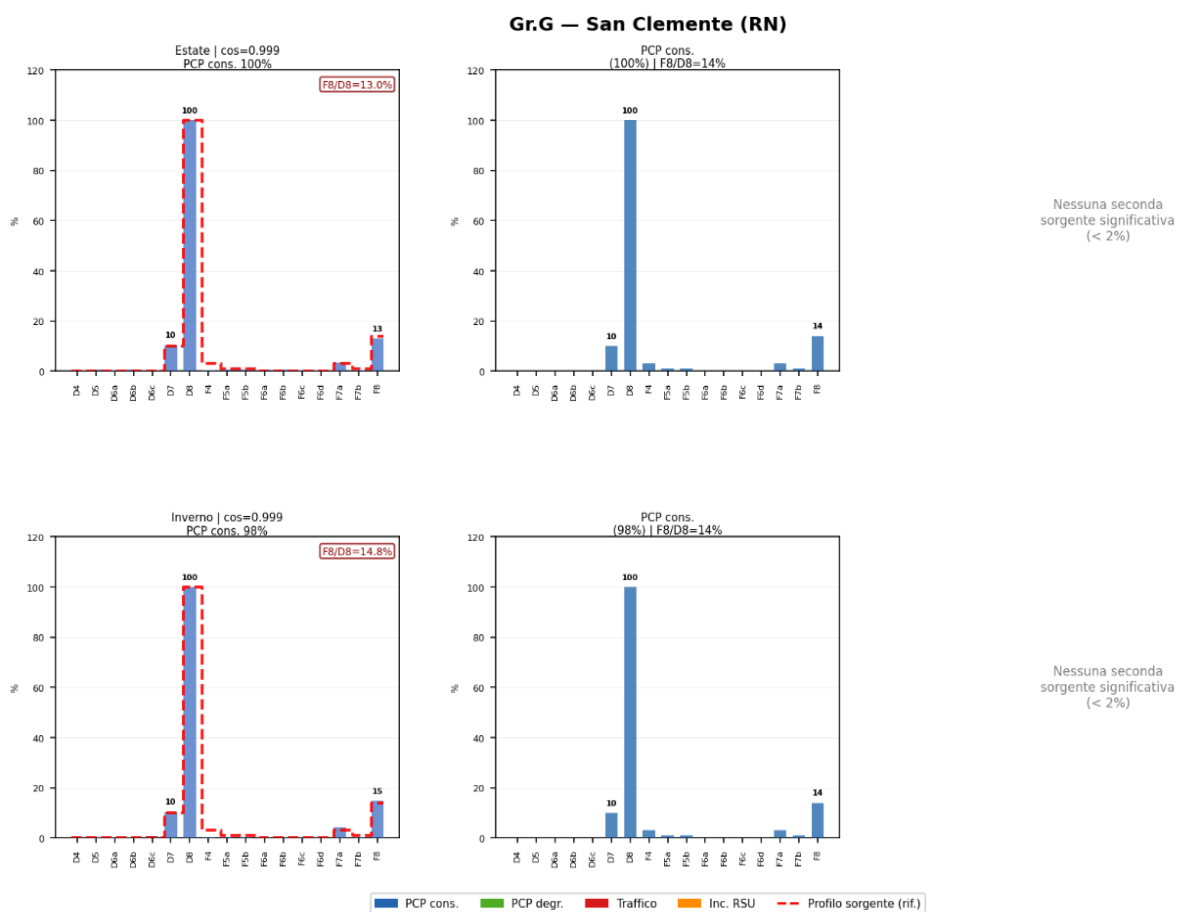 Gr.G — San Clemente (RN)
Estate | cos=0.999
PCP cons. 100%
F8/D8=13.0%
%
120
100
80
60
40
20
0
100
10
13
D4 D5 D6a D6b D6c D7 D8 F4 F5a F5b F6a F6b F6c F6d F7a F7b F8
PCP cons.
(100%) | F8/D8=14%
%
120
100
80
60
40
20
0
100
10
14
D4 D5 D6a D6b D6c D7 D8 F4 F5a F5b F6a F6b F6c F6d F7a F7b F8
Nessuna seconda
sorgente significativa
(< 2%)
Inverno | cos=0.999
PCP cons. 98%
F8/D8=14.8%
%
120
100
80
60
40
20
0
100
10
15
D4 D5 D6a D6b D6c D7 D8 F4 F5a F5b F6a F6b F6c F6d F7a F7b F8
PCP cons.
(98%) | F8/D8=14%
%
120
100
80
60
40
20
0
100
10
14
D4 D5 D6a D6b D6c D7 D8 F4 F5a F5b F6a F6b F6c F6d F7a F7b F8
Nessuna seconda
sorgente significativa
(< 2%)
PCP cons. PCP degr. Traffico Inc. RSU Profilo sorgente (rif.)